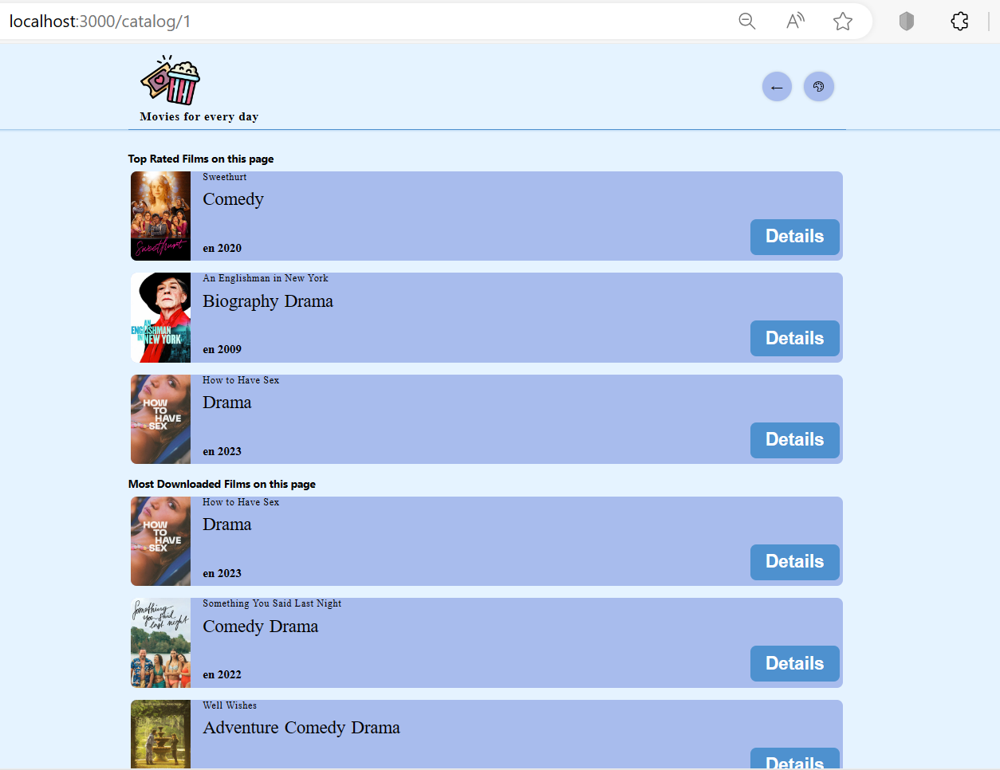 localhost:3000/catalog/1
Movies for every day
Top Rated Films on this page
Sweethurt
Comedy
en 2020
Details
Sweethurt
An Englishman in New York
Biography Drama
en 2009
Details
AN
ENGLISHMAN
IN NEW YORK
How to Have Sex
Drama
en 2023
Details
HOW
TO
HAVE
SEX
Most Downloaded Films on this page
How to Have Sex
Drama
en 2023
Details
HOW
TO
HAVE
SEX
Something You Said Last Night
Comedy Drama
en 2022
Details
Something
you said
last night
Well Wishes
Adventure Comedy Drama
Details